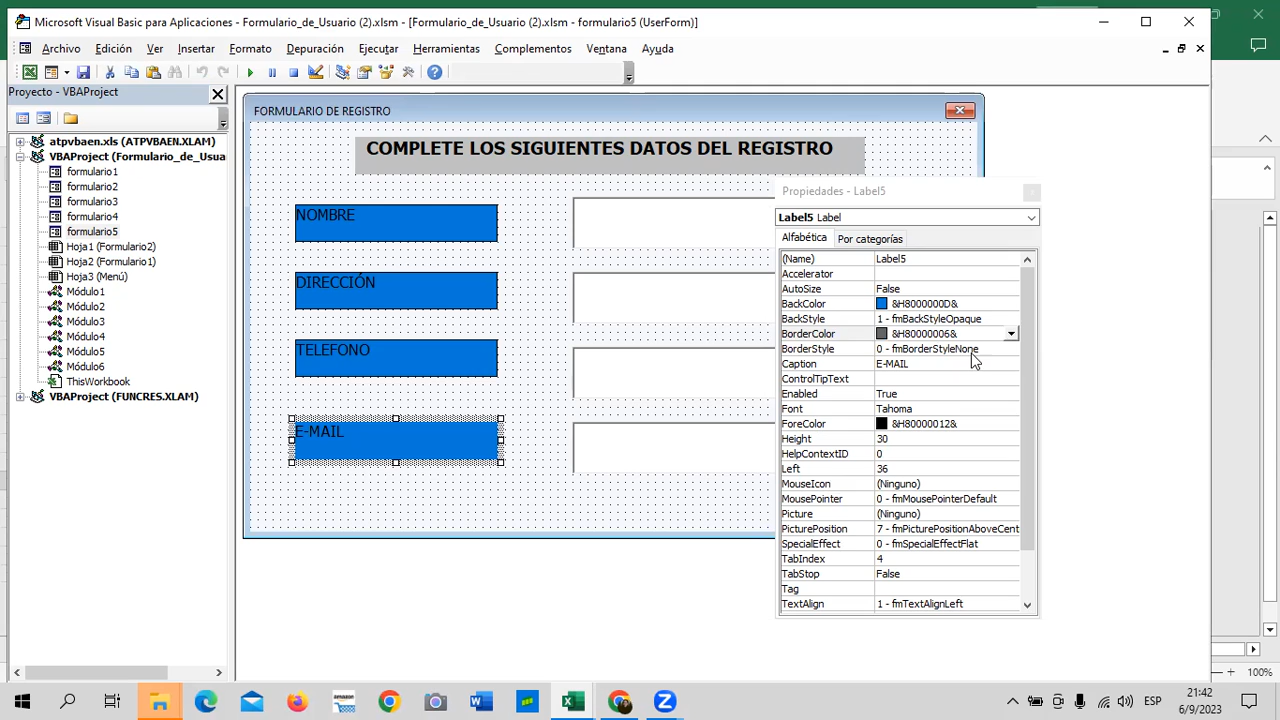 Microsoft Visual Basic para Aplicaciones - Formulario_de_Usuario (2).xlsm - [Formulario_de_Usuario (2).xlsm - formulario5 (UserForm)]
Archivo Edición Ver Insertar Formato Depuración Ejecutar Herramientas Complementos Ventana Ayuda
Proyecto - VBAProject
atpvbaen.xls (ATPVBAEN.XLAM)
VBAProject (Formulario_de_Usua
formulario1
formulario2
formulario3
formulario4
formulario5
Hoja1 (Formulario2)
Hoja2 (Formulario1)
Hoja3 (Menú)
Módulo1
Módulo2
Módulo3
Módulo4
Módulo5
Módulo6
ThisWorkbook
VBAProject (FUNCRES.XLAM)
FORMULARIO DE REGISTRO
COMPLETE LOS SIGUIENTES DATOS DEL REGISTRO
NOMBRE
DIRECCIÓN
TELEFONO
E-MAIL
Propiedades - Label5
Label5 Label
Alfabética Por categorías
(Name) Label5
Accelerator
AutoSize False
BackColor &H8000000D&
BackStyle 1 - fmBackStyleOpaque
BorderColor &H80000006&
BorderStyle 0 - fmBorderStyleNone
Caption E-MAIL
ControlTipText
Enabled True
Font Tahoma
ForeColor &H80000012&
Height 30
HelpContextID 0
Left 36
MouseIcon (Ninguno)
MousePointer 0 - fmMousePointerDefault
Picture (Ninguno)
PicturePosition 7 - fmPicturePositionAboveCent
SpecialEffect 0 - fmSpecialEffectFlat
TabIndex 4
TabStop False
Tag
TextAlign 1 - fmTextAlignLeft
100%
ESP
21:42
6/9/2023